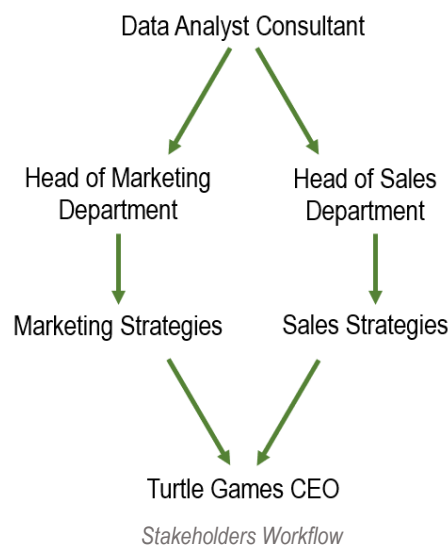 Data Analyst Consultant
Head of Marketing
Department
Head of Sales
Department
Marketing Strategies
Sales Strategies
Turtle Games CEO
Stakeholders Workflow